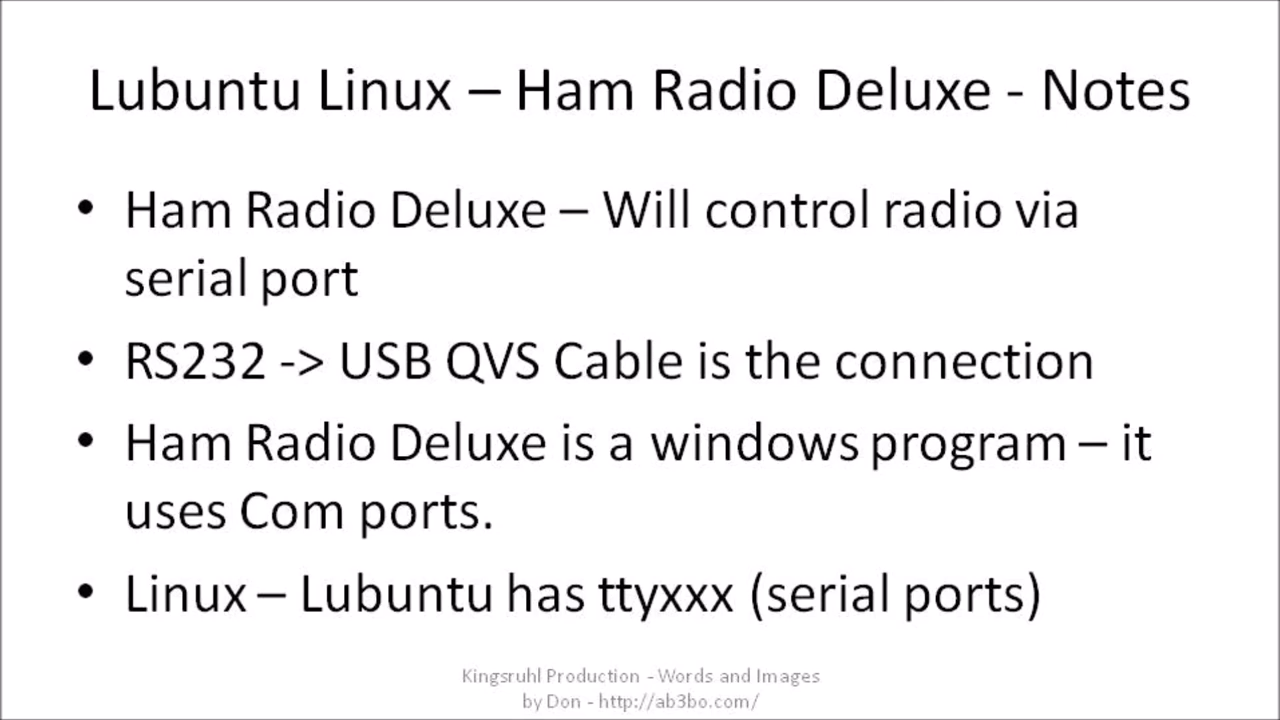 Lubuntu Linux – Ham Radio Deluxe - Notes
• Ham Radio Deluxe – Will control radio via
serial port
• RS232 -> USB QVS Cable is the connection
• Ham Radio Deluxe is a windows program – it
uses Com ports.
• Linux – Lubuntu has ttyxxx (serial ports)
Kingsruhl Production - Words and Images
by Don - http://ab3bo.com/